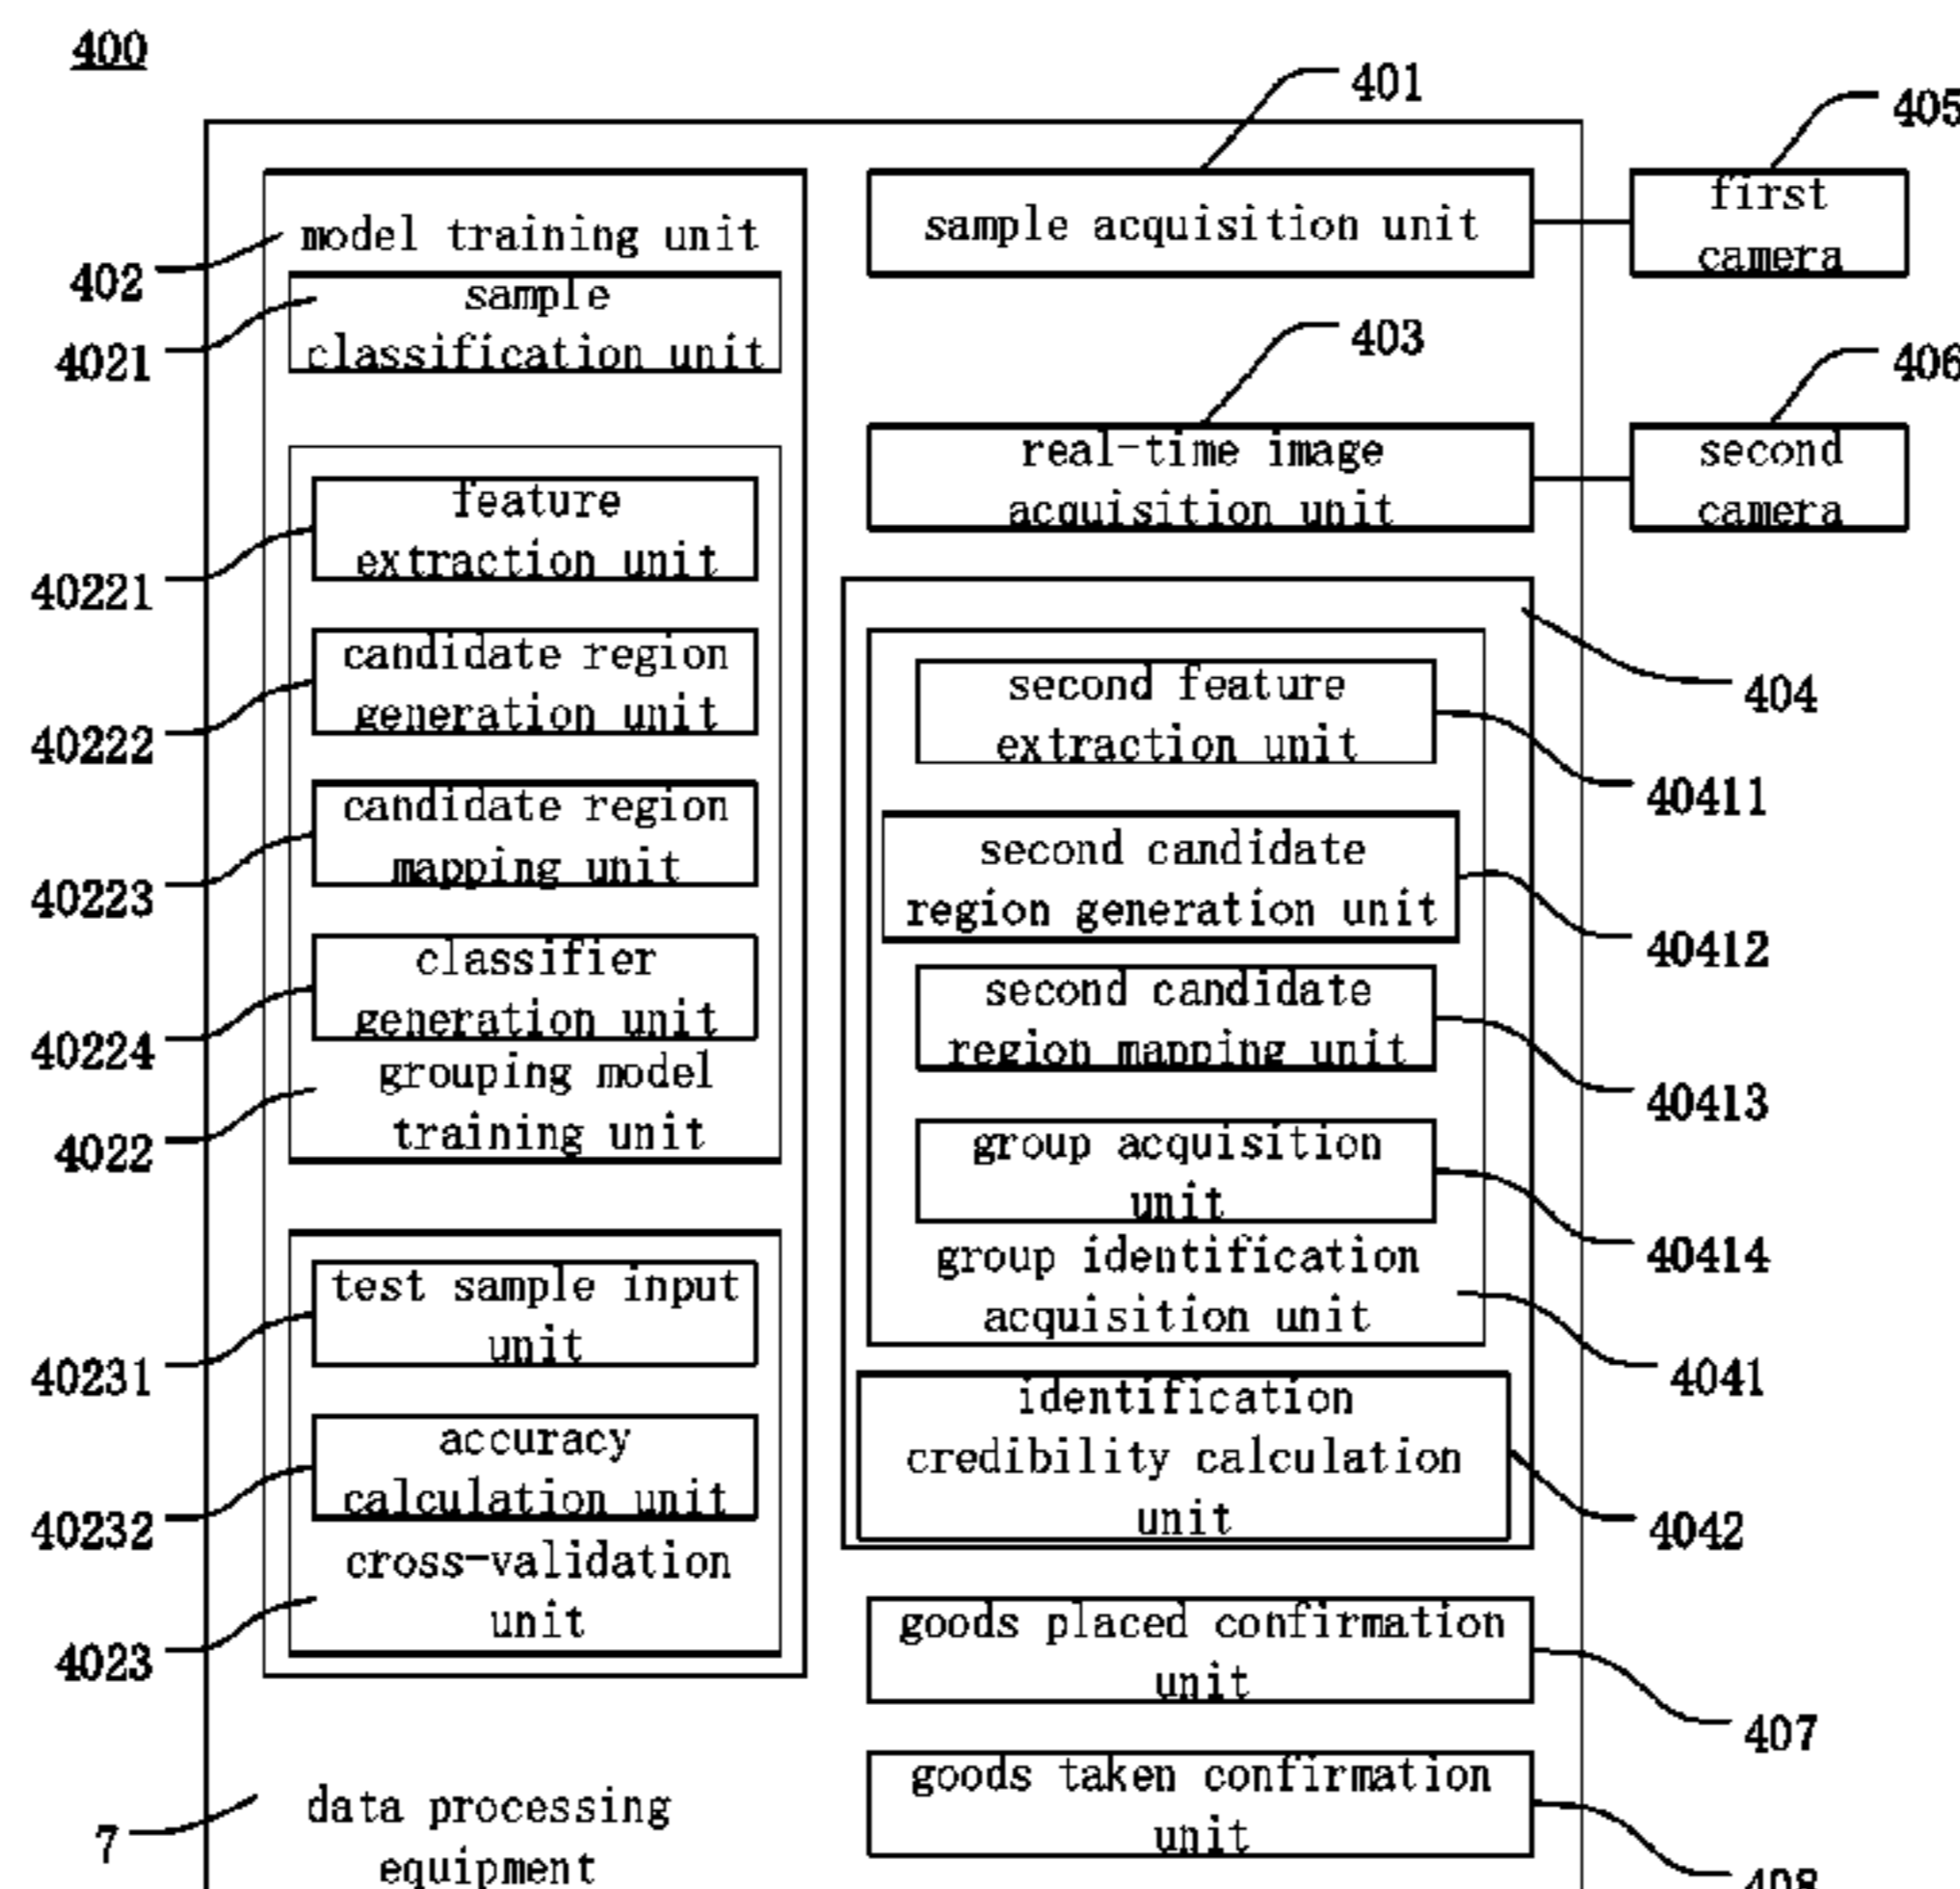 400
401
405
model training unit
sample acquisition unit
first
camera
402
sample
classification unit
4021
403
406
real-time image
acquisition unit
second
camera
feature
extraction unit
40221
404
candidate region
generation unit
40222
second feature
extraction unit
40411
candidate region
mapping unit
40223
second candidate
region generation unit
40412
classifier
generation unit
40224
second candidate
region mapping unit
40413
grouping model
training unit
4022
group acquisition
unit
40414
group identification
acquisition unit
4041
test sample input
unit
40231
identification
credibility calculation
unit
4042
accuracy
calculation unit
40232
cross-validation
unit
4023
goods placed confirmation
unit
407
goods taken confirmation
unit
408
data processing
equipment
7